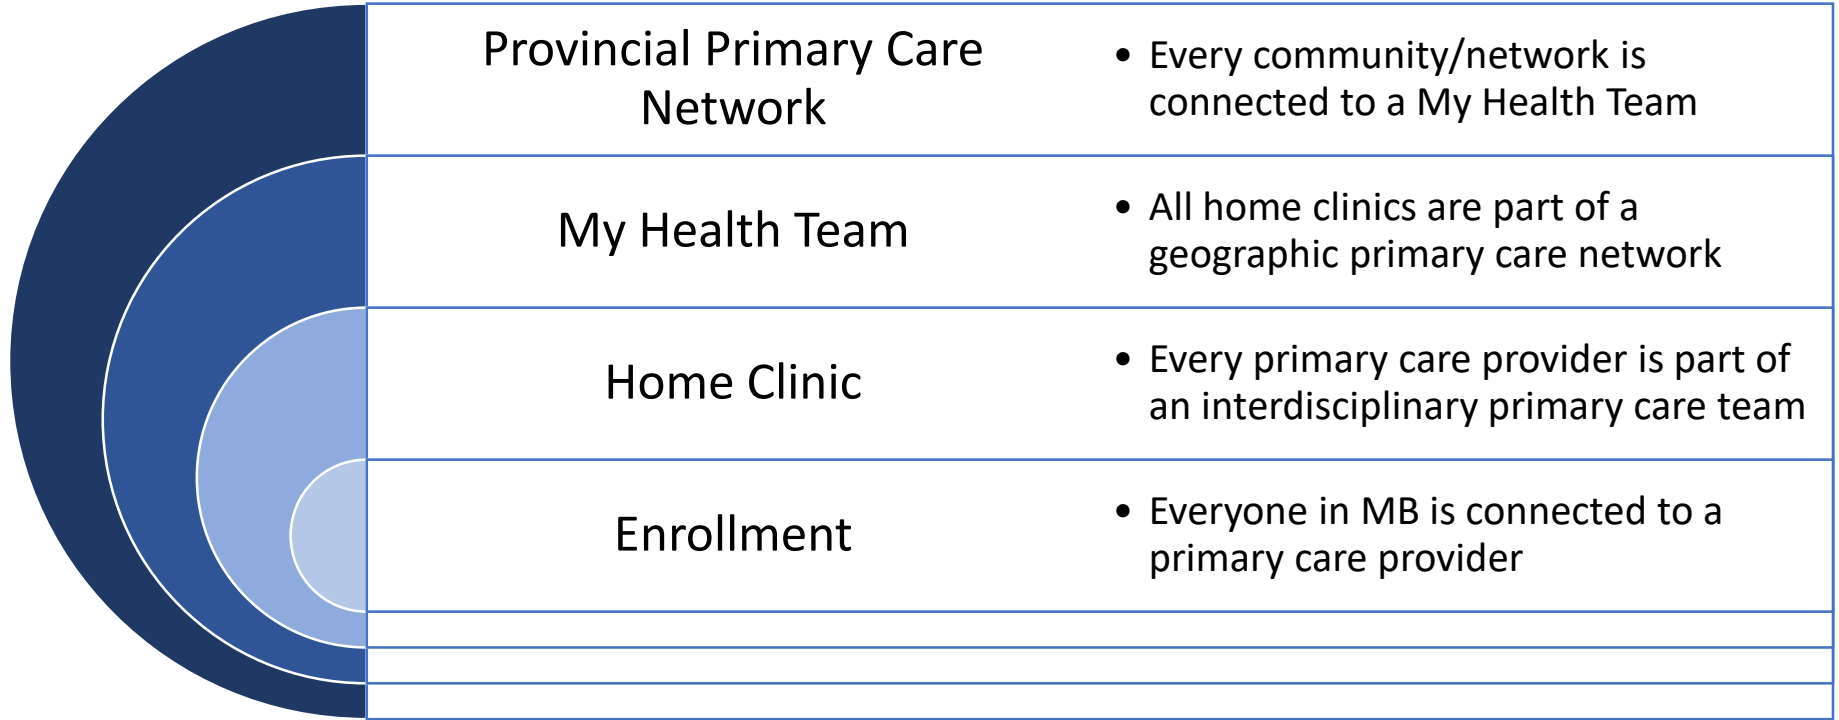 Provincial Primary Care
Network
• Every community/network is
connected to a My Health Team
My Health Team
• All home clinics are part of a
geographic primary care network
Home Clinic
• Every primary care provider is part of
an interdisciplinary primary care team
Enrollment
• Everyone in MB is connected to a
primary care provider